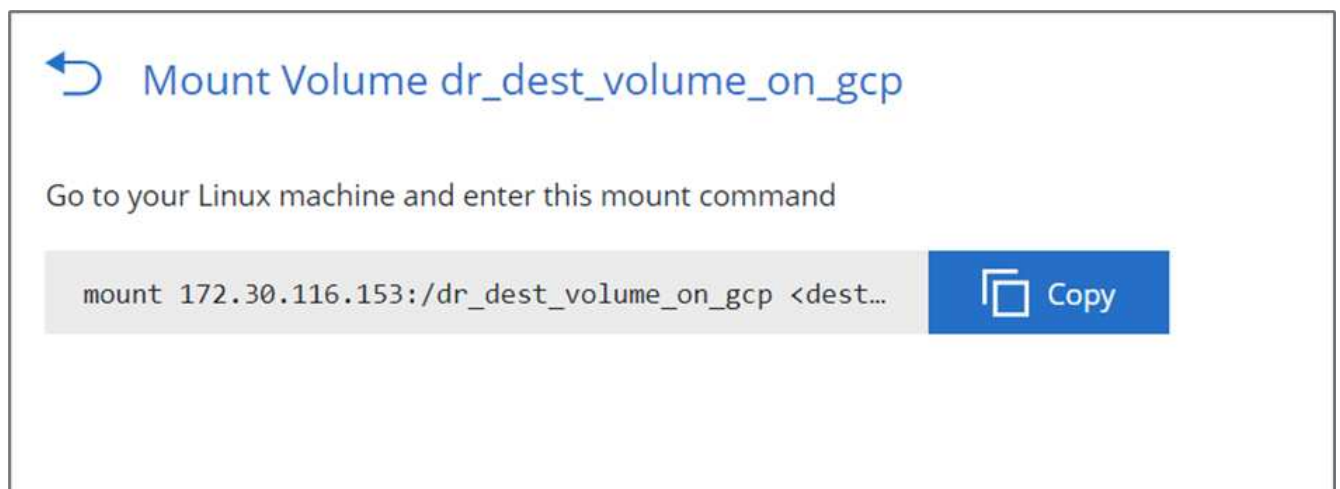 Mount Volume dr_dest_volume_on_gcp
Go to your Linux machine and enter this mount command
mount 172.30.116.153:/dr_dest_volume_on_gcp <dest…
Copy